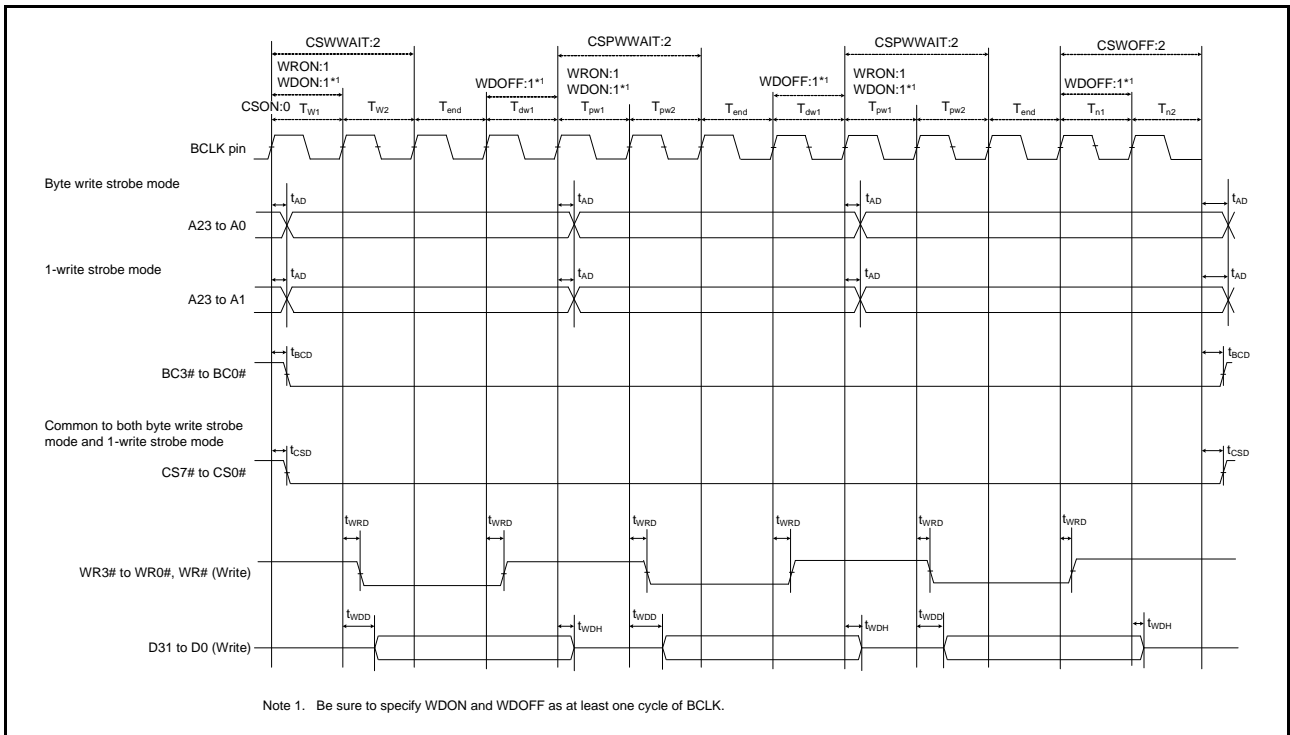 CSWWAIT:2 CSPWWAIT:2 CSPWWAIT:2 CSWOFF:2
WRON:1
WDON:1*1
WDOFF:1*1
WRON:1
WDON:1*1
WDOFF:1*1
WRON:1
WDON:1*1
WDOFF:1*1
CSON:0 TW1 TW2 Tend Tdw1 Tpw1 Tpw2 Tend Tdw1 Tpw1 Tpw2 Tend Tn1 Tn2
BCLK pin
Byte write strobe mode
tAD tAD tAD tAD
A23 to A0
1-write strobe mode
tAD tAD tAD tAD
A23 to A1
tBCD tBCD
BC3# to BC0#
Common to both byte write strobe
mode and 1-write strobe mode
tCSD tCSD
CS7# to CS0#
tWRD tWRD tWRD tWRD tWRD tWRD
WR3# to WR0#, WR# (Write)
tWDD tWDH tWDD tWDH tWDD tWDH
D31 to D0 (Write)
Note 1. Be sure to specify WDON and WDOFF as at least one cycle of BCLK.